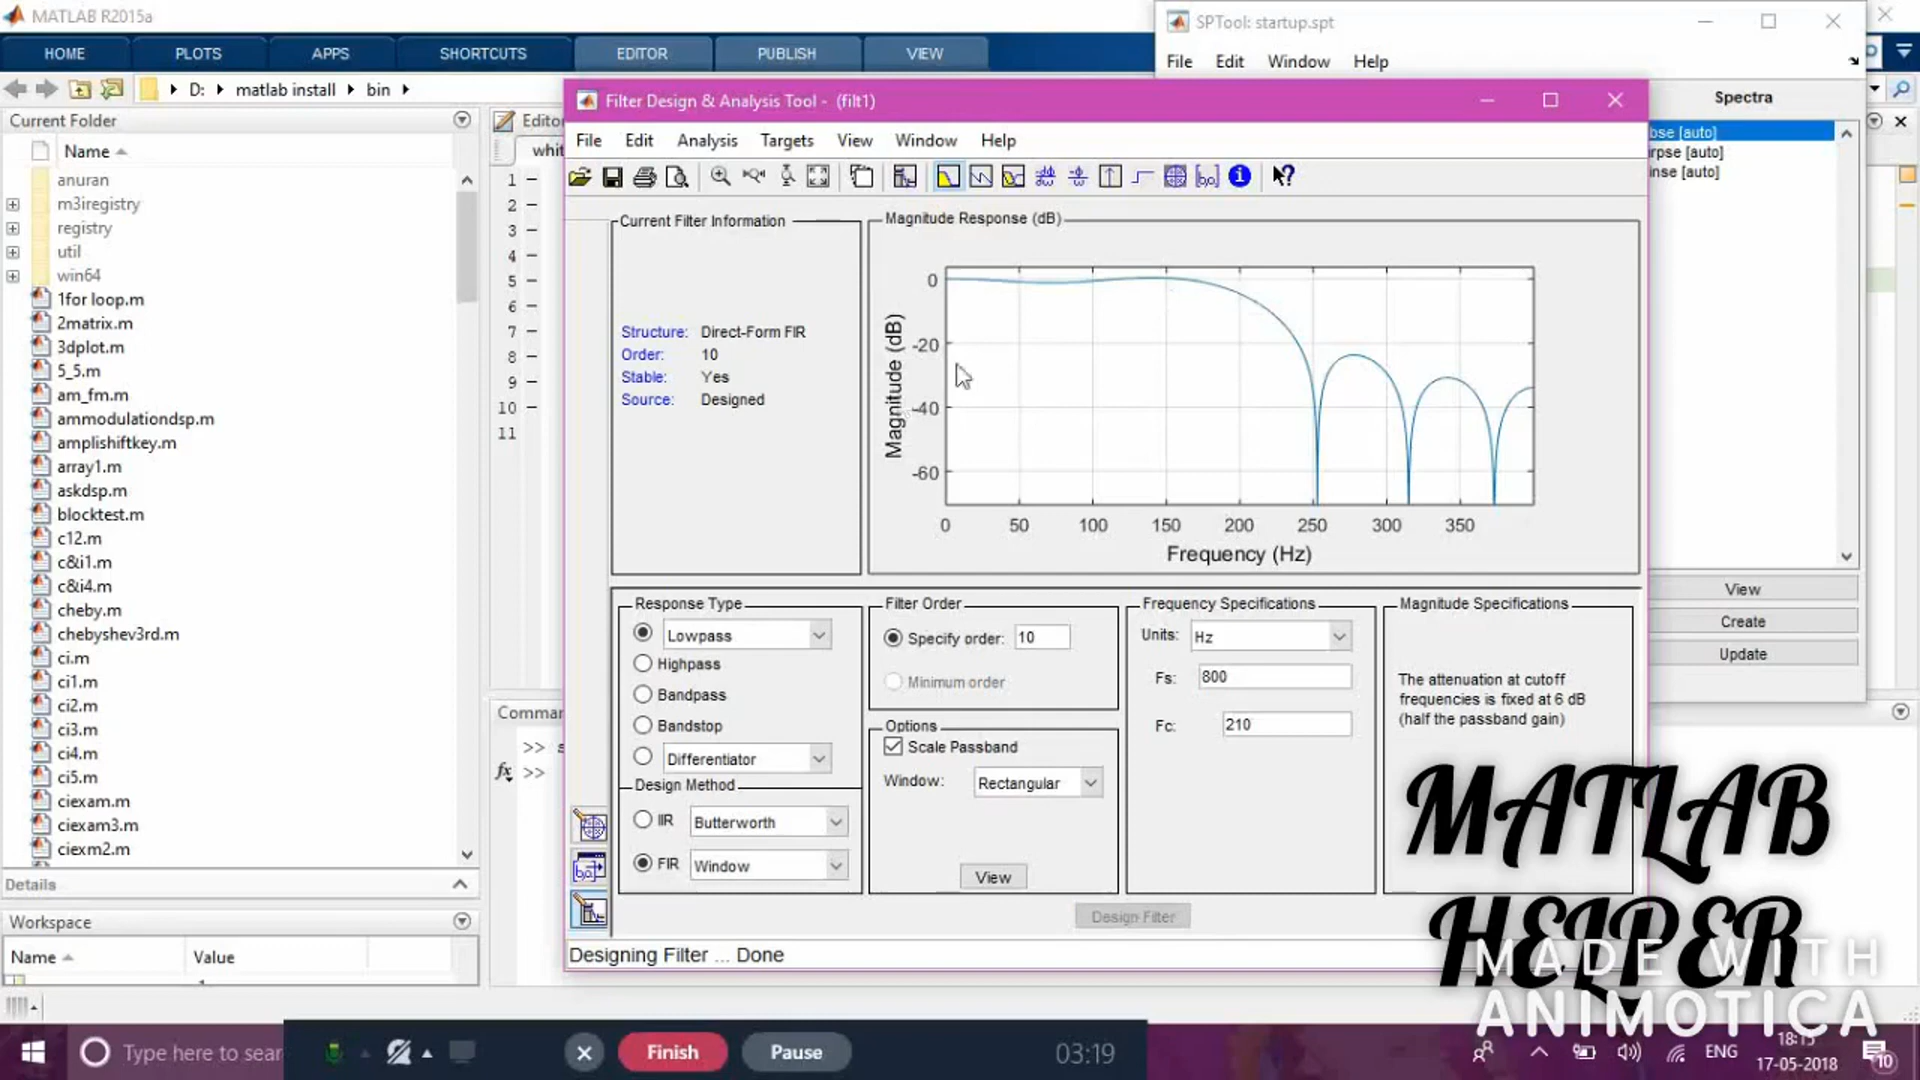 MATLAB R2015a
SPTool: startup.spt
HOME
PLOTS
APPS
SHORTCUTS
EDITOR
PUBLISH
VIEW
File
Edit
Window
Help
D:
matlab install
bin
Filter Design & Analysis Tool - (filt1)
Spectra
Current Folder
Editor
File
Edit
Analysis
Targets
View
Window
Help
bse [auto]
rpse [auto]
inse [auto]
Name
whit
anuran
m3iregistry
registry
util
win64
1for loop.m
2matrix.m
3dplot.m
5_5.m
am_fm.m
ammodulationdsp.m
amplishiftkey.m
array1.m
askdsp.m
blocktest.m
c12.m
c&i1.m
c&i4.m
cheby.m
chebyshev3rd.m
ci.m
ci1.m
ci2.m
ci3.m
ci4.m
ci5.m
ciexam.m
ciexam3.m
ciexm2.m
Details
Workspace
Name
Value
1
2
3
4
5
6
7
8
9
10
11
Comma
>> s
fx >>
Current Filter Information
Structure: Direct-Form FIR
Order: 10
Stable: Yes
Source: Designed
Magnitude Response (dB)
Magnitude (dB)
0
-20
-40
-60
0 50 100 150 200 250 300 350
Frequency (Hz)
Response Type
Lowpass
Highpass
Bandpass
Bandstop
Differentiator
Design Method
IIR
Butterworth
FIR
Window
Filter Order
Specify order: 10
Minimum order
Options
Scale Passband
Window: Rectangular
View
Frequency Specifications
Units: Hz
Fs: 800
Fc: 210
Magnitude Specifications
The attenuation at cutoff
frequencies is fixed at 6 dB
(half the passband gain)
Design Filter
Designing Filter ... Done
View
Create
Update
MATLAB
HELPER
MADE WITH
ANIMOTICA
Type here to sear
Finish
Pause
03:19
ENG
18:15
17-05-2018
10